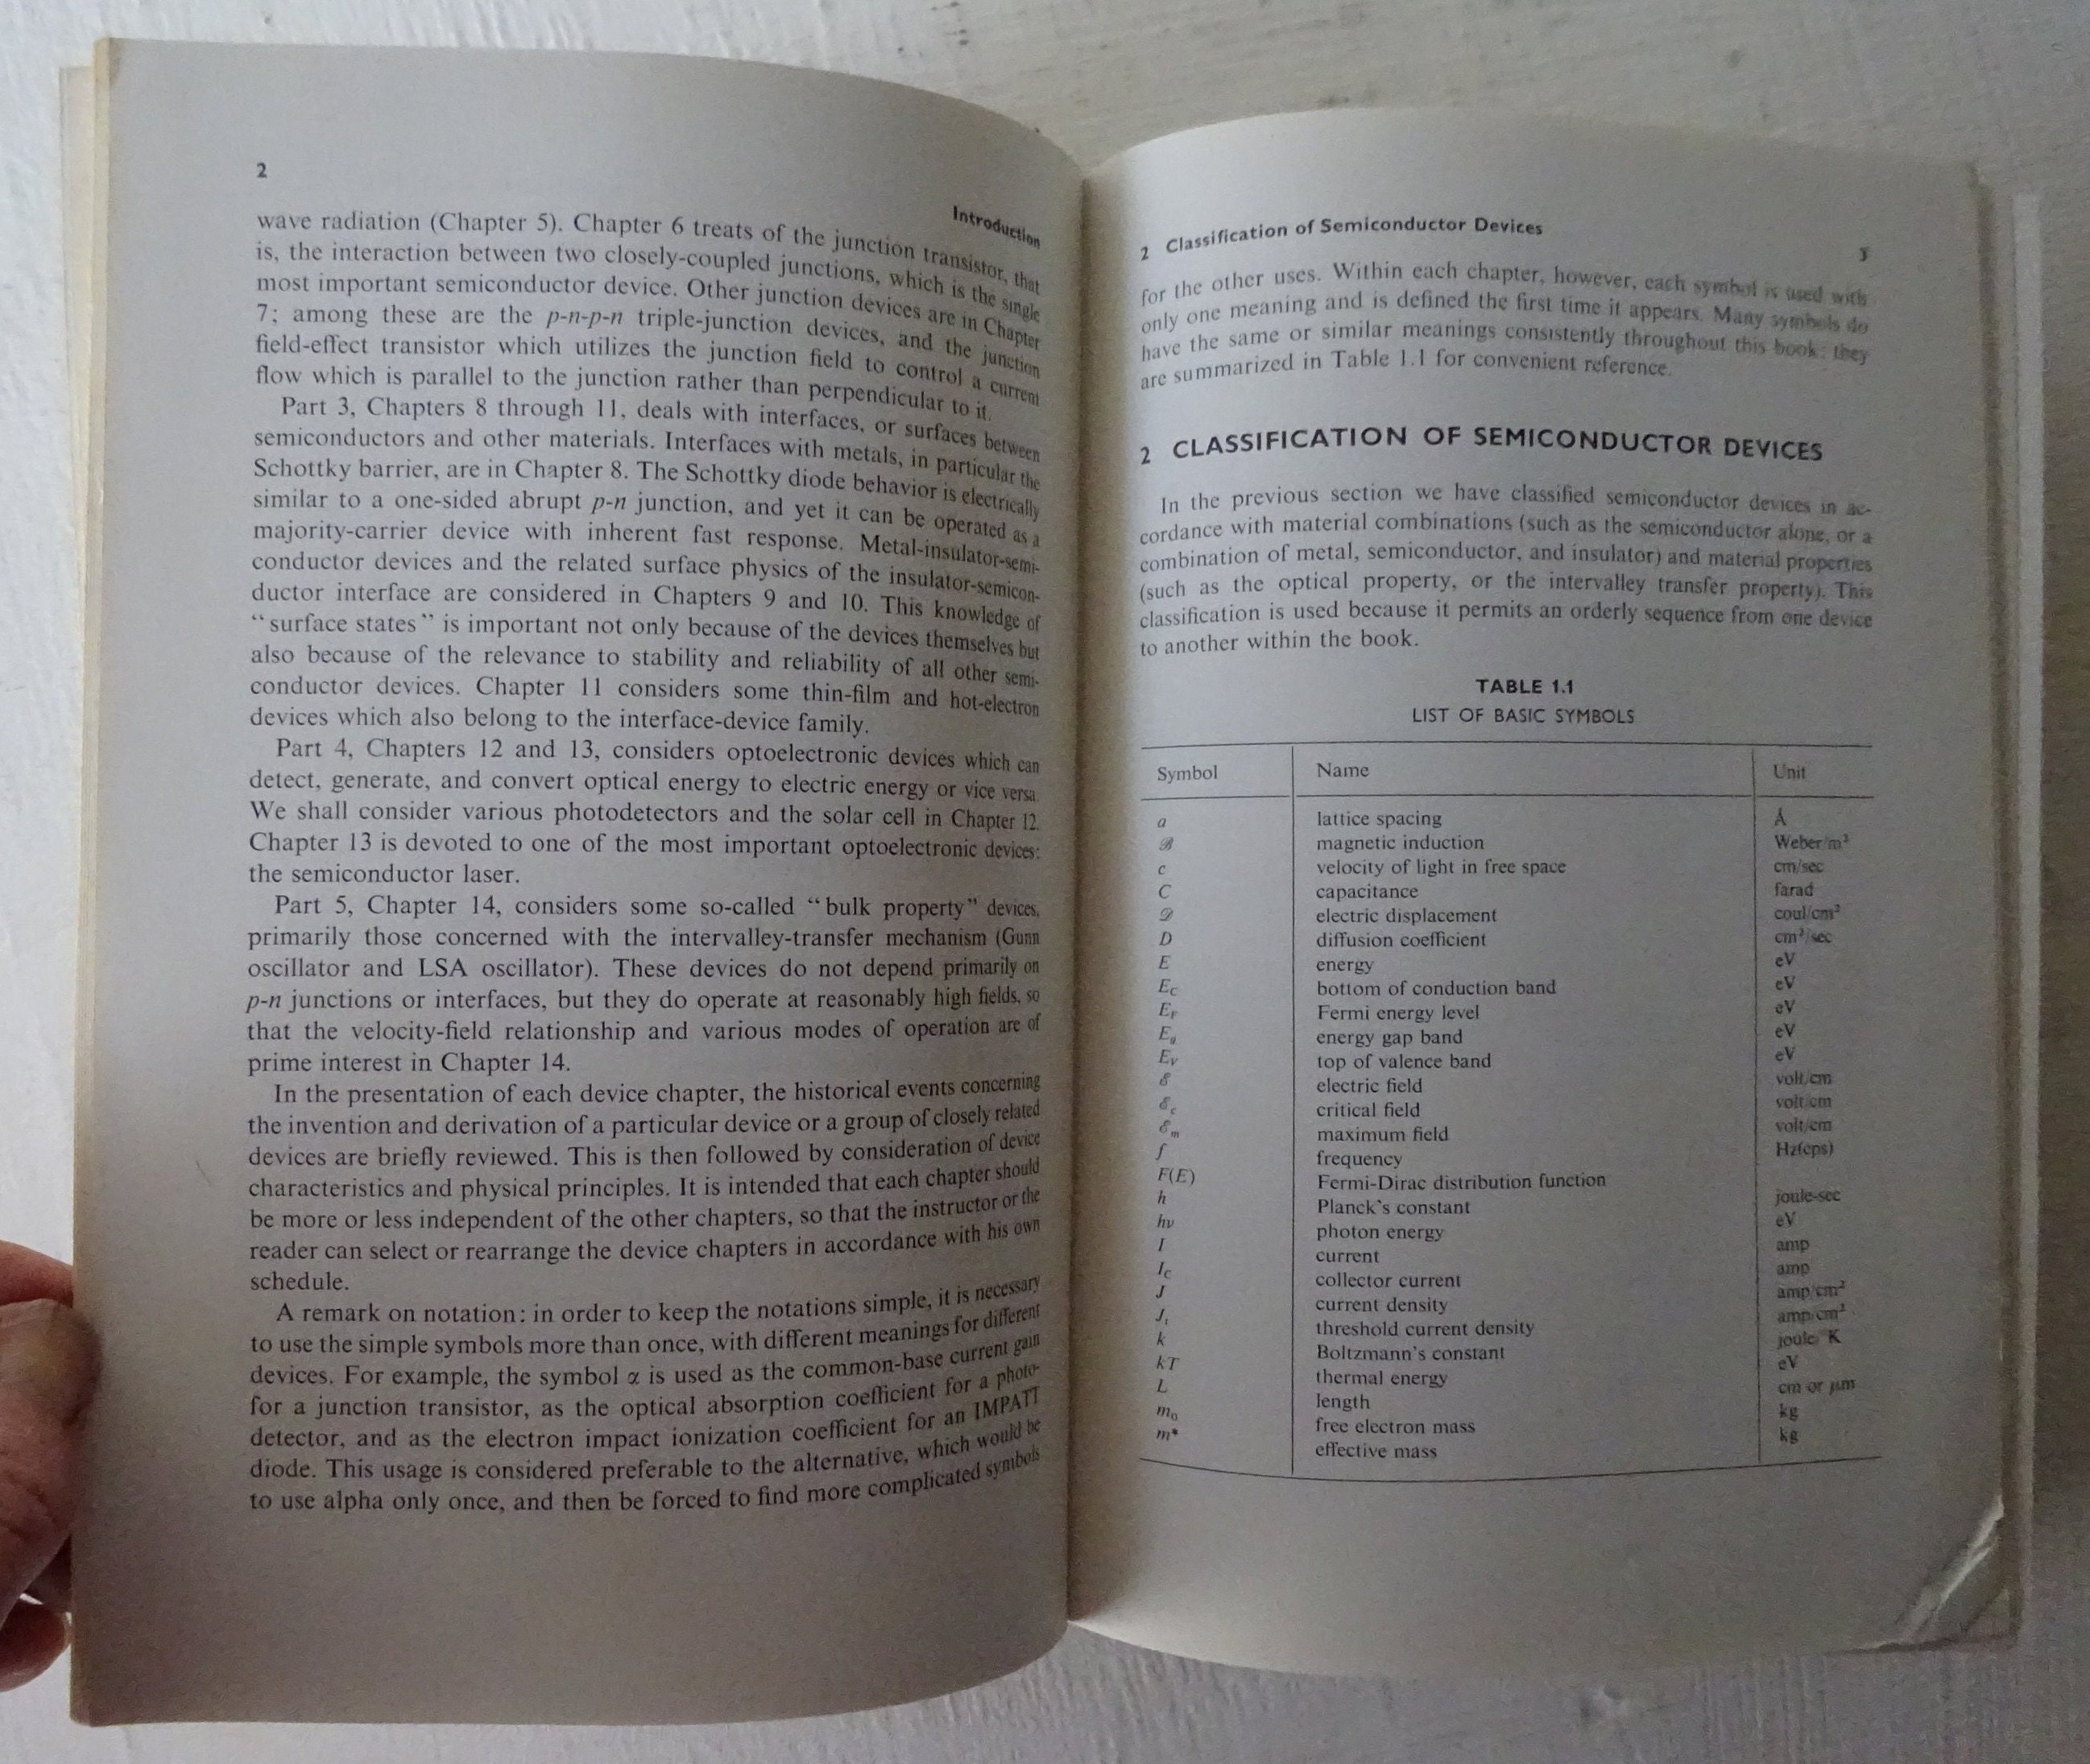 2
Introduction
wave radiation (Chapter 5). Chapter 6 treats of the junction transistor, that
is, the interaction between two closely-coupled junctions, which is the single
most important semiconductor device. Other junction devices are in Chapter
7; among these are the p-n-p-n triple-junction devices, and the junction
field-effect transistor which utilizes the junction field to control a current
flow which is parallel to the junction rather than perpendicular to it.
Part 3, Chapters 8 through 11, deals with interfaces, or surfaces between
semiconductors and other materials. Interfaces with metals, in particular the
Schottky barrier, are in Chapter 8. The Schottky diode behavior is electrically
similar to a one-sided abrupt p-n junction, and yet it can be operated as a
majority-carrier device with inherent fast response. Metal-insulator-semi-
conductor devices and the related surface physics of the insulator-semicon-
ductor interface are considered in Chapters 9 and 10. This knowledge of
“surface states” is important not only because of the devices themselves but
also because of the relevance to stability and reliability of all other semi-
conductor devices. Chapter 11 considers some thin-film and hot-electron
devices which also belong to the interface-device family.
Part 4, Chapters 12 and 13, considers optoelectronic devices which can
detect, generate, and convert optical energy to electric energy or vice versa.
We shall consider various photodetectors and the solar cell in Chapter 12.
Chapter 13 is devoted to one of the most important optoelectronic devices:
the semiconductor laser.
Part 5, Chapter 14, considers some so-called “bulk property” devices,
primarily those concerned with the intervalley-transfer mechanism (Gunn
oscillator and LSA oscillator). These devices do not depend primarily on
p-n junctions or interfaces, but they do operate at reasonably high fields, so
that the velocity-field relationship and various modes of operation are of
prime interest in Chapter 14.
In the presentation of each device chapter, the historical events concerning
the invention and derivation of a particular device or a group of closely related
devices are briefly reviewed. This is then followed by consideration of device
characteristics and physical principles. It is intended that each chapter should
be more or less independent of the other chapters, so that the instructor or the
reader can select or rearrange the device chapters in accordance with his own
schedule.
A remark on notation: in order to keep the notations simple, it is necessary
to use the simple symbols more than once, with different meanings for different
devices. For example, the symbol α is used as the common-base current gain
for a junction transistor, as the optical absorption coefficient for a photo-
detector, and as the electron impact ionization coefficient for an IMPATT
diode. This usage is considered preferable to the alternative, which would be
to use alpha only once, and then be forced to find more complicated symbols
2 Classification of Semiconductor Devices
3
for the other uses. Within each chapter, however, each symbol is used with
only one meaning and is defined the first time it appears. Many symbols do
have the same or similar meanings consistently throughout this book; they
are summarized in Table 1.1 for convenient reference.
2 CLASSIFICATION OF SEMICONDUCTOR DEVICES
In the previous section we have classified semiconductor devices in ac-
cordance with material combinations (such as the semiconductor alone, or a
combination of metal, semiconductor, and insulator) and material properties
(such as the optical property, or the intervalley transfer property). This
classification is used because it permits an orderly sequence from one device
to another within the book.
TABLE 1.1
LIST OF BASIC SYMBOLS
Symbol Name Unit
a lattice spacing Å
ℬ magnetic induction Weber/m²
c velocity of light in free space cm/sec
C capacitance farad
𝒟 electric displacement coul/cm²
D diffusion coefficient cm²/sec
E energy eV
E_C bottom of conduction band eV
E_F Fermi energy level eV
E_g energy gap band eV
E_V top of valence band eV
ℰ electric field volt/cm
ℰ_c critical field volt/cm
ℰ_m maximum field volt/cm
f frequency Hz(cps)
F(E) Fermi-Dirac distribution function
h Planck's constant joule-sec
hν photon energy eV
I current amp
I_C collector current amp
J current density amp/cm²
J_t threshold current density amp/cm²
k Boltzmann's constant joule/°K
kT thermal energy eV
L length cm or μm
m₀ free electron mass kg
m* effective mass kg